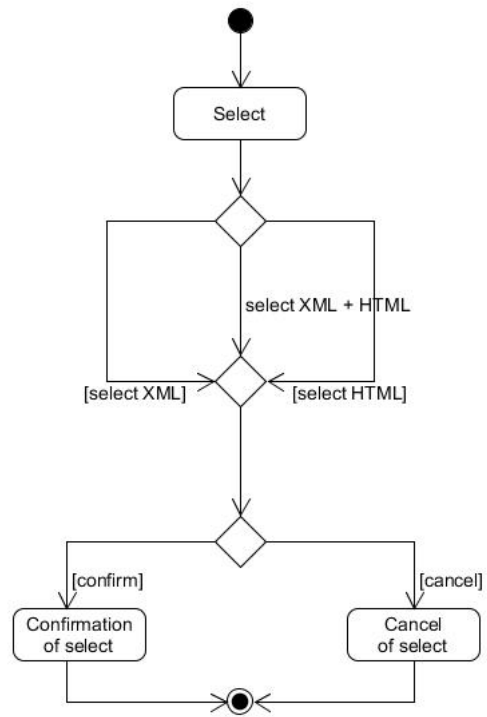 Select
select XML + HTML
[select XML]
[select HTML]
[confirm]
[cancel]
Confirmation
of select
Cancel
of select